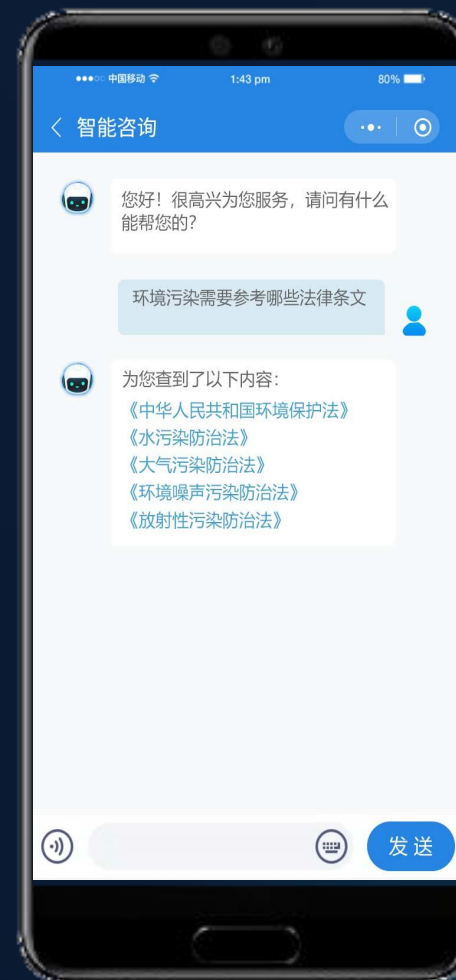 中国移动
1:43 pm
80%
智能咨询
您好！很高兴为您服务，请问有什么
能帮您的？
环境污染需要参考哪些法律条文
为您查到了以下内容：
《中华人民共和国环境保护法》
《水污染防治法》
《大气污染防治法》
《环境噪声污染防治法》
《放射性污染防治法》
发送